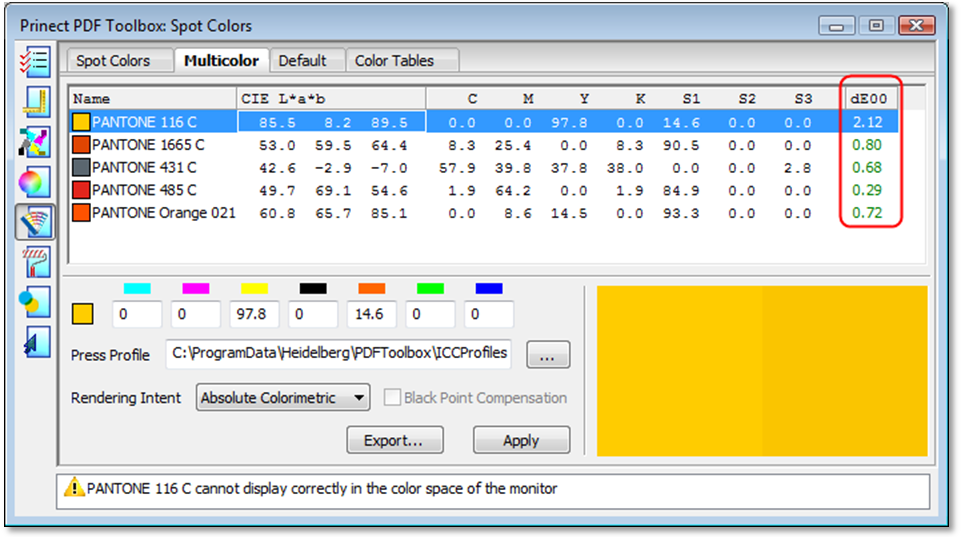 Prinect PDF Toolbox: Spot Colors
Spot Colors Multicolor Default Color Tables
Name CIE L*a*b C M Y K S1 S2 S3 dE00
PANTONE 116 C 85.5 8.2 89.5 0.0 0.0 97.8 0.0 14.6 0.0 0.0 2.12
PANTONE 1665 C 53.0 59.5 64.4 8.3 25.4 0.0 8.3 90.5 0.0 0.0 0.80
PANTONE 431 C 42.6 -2.9 -7.0 57.9 39.8 37.8 38.0 0.0 0.0 2.8 0.68
PANTONE 485 C 49.7 69.1 54.6 1.9 64.2 0.0 1.9 84.9 0.0 0.0 0.29
PANTONE Orange 021 60.8 65.7 85.1 0.0 8.6 14.5 0.0 93.3 0.0 0.0 0.72
0 0 97.8 0 14.6 0 0
Press Profile C:\ProgramData\Heidelberg\PDFToolbox\ICCProfiles ...
Rendering Intent Absolute Colorimetric Black Point Compensation
Export... Apply
PANTONE 116 C cannot display correctly in the color space of the monitor